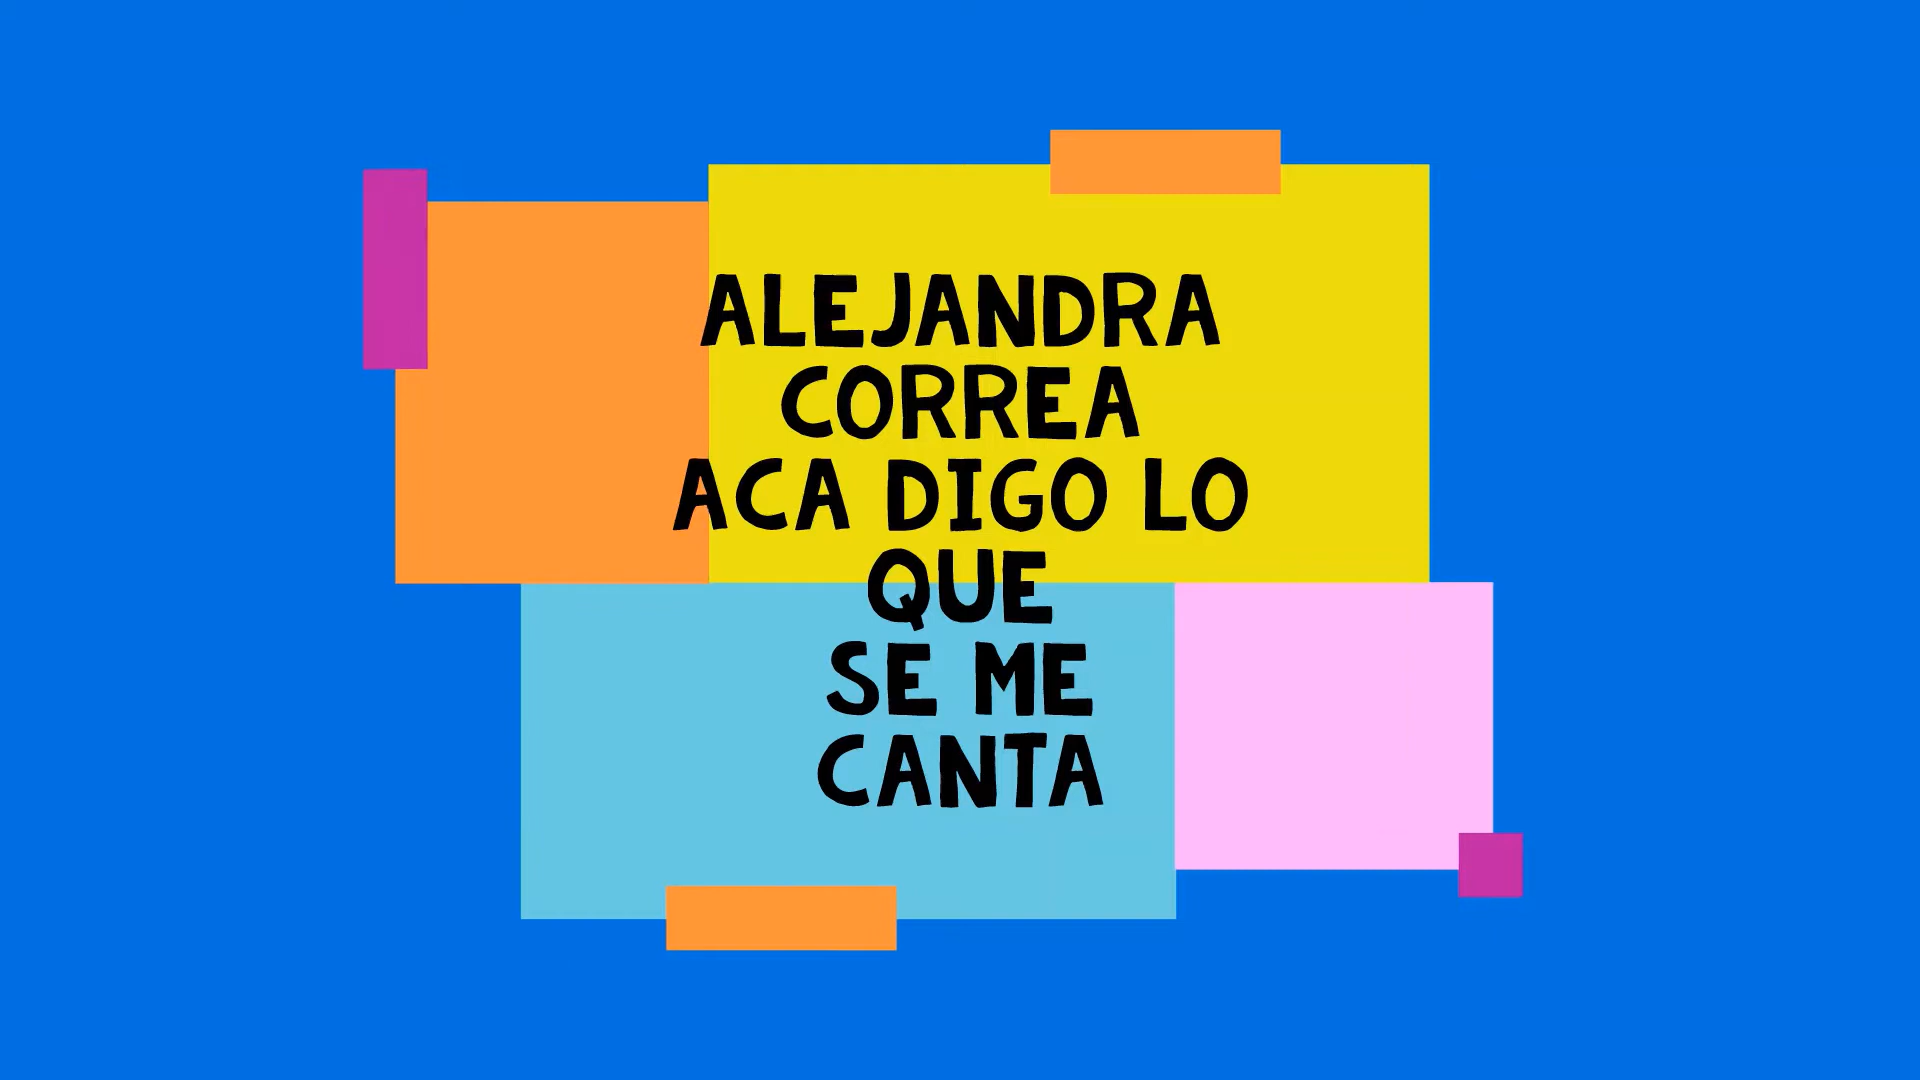 ALEJANDRA
CORREA
ACA DIGO LO
QUE
SE ME
CANTA